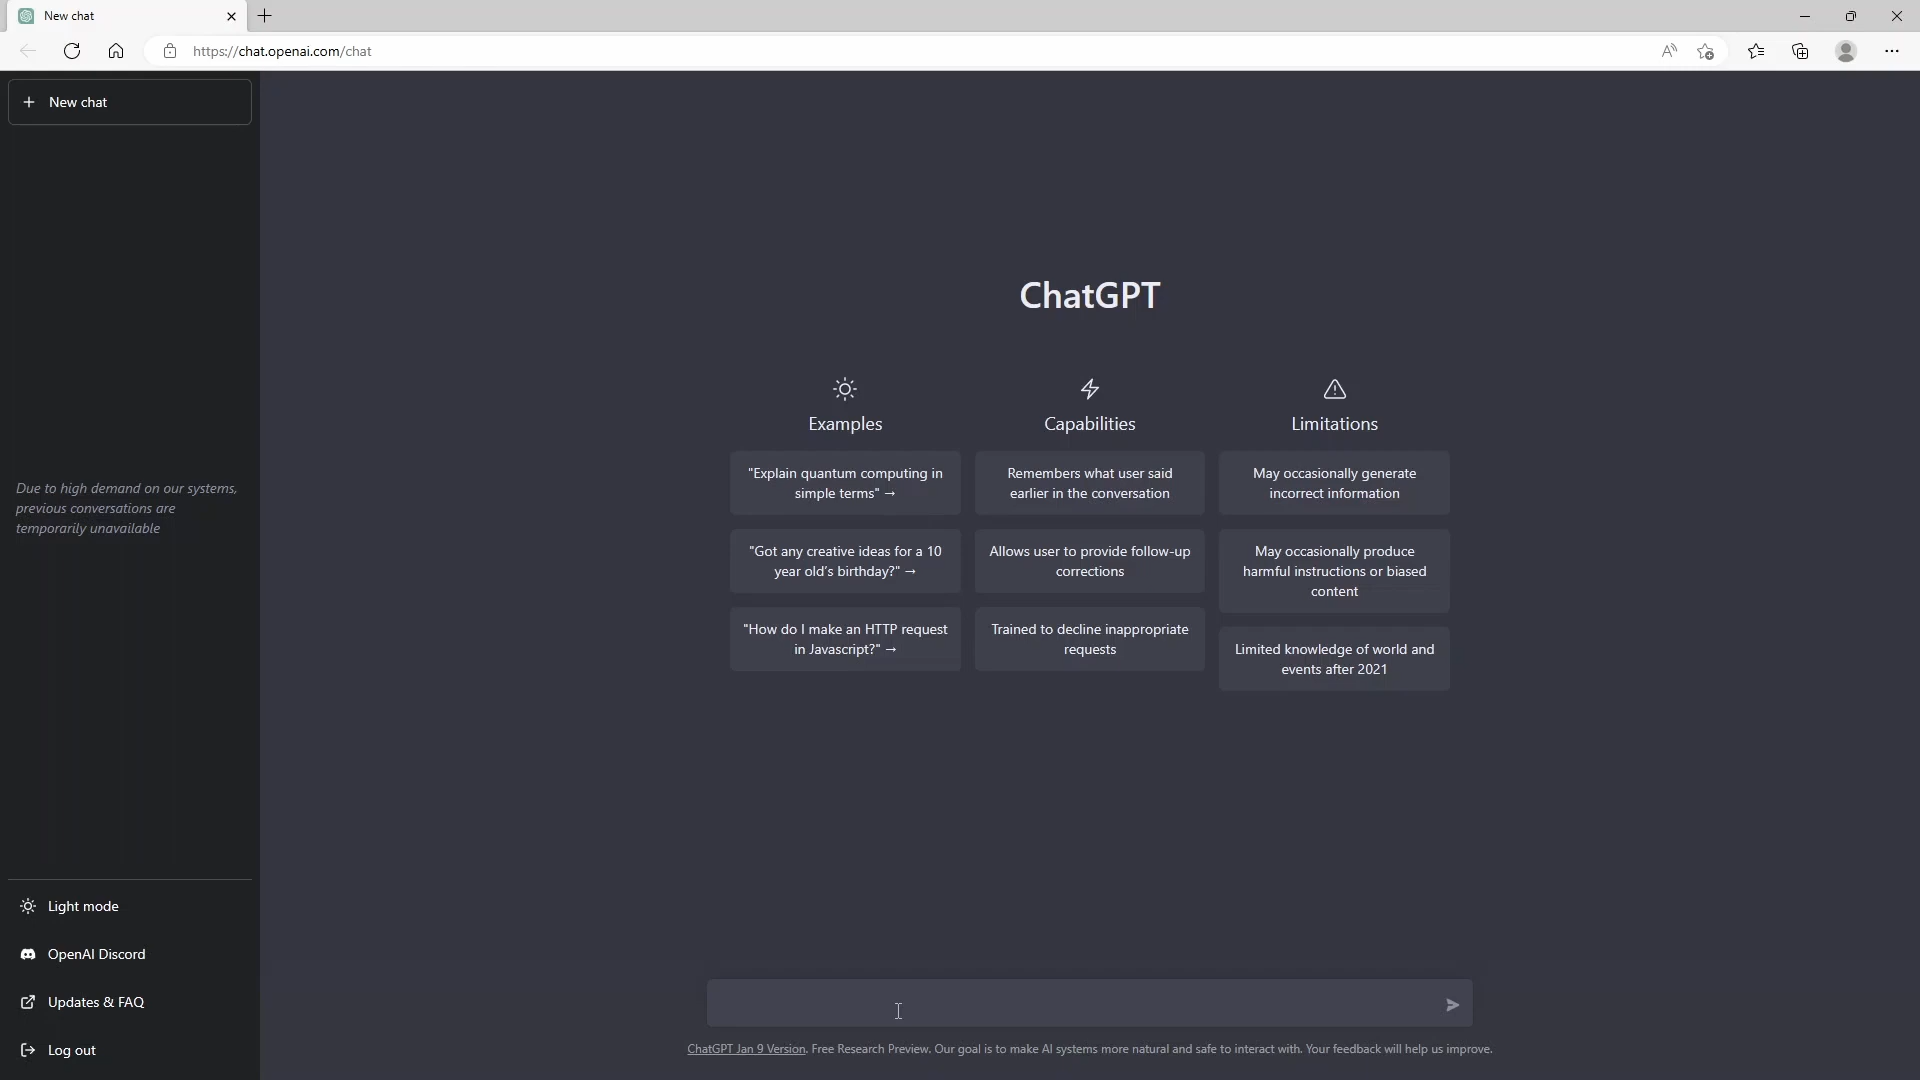 New chat
https://chat.openai.com/chat
New chat
Due to high demand on our systems,
previous conversations are
temporarily unavailable
Light mode
OpenAI Discord
Updates & FAQ
Log out
ChatGPT
Examples
"Explain quantum computing in
simple terms" →
"Got any creative ideas for a 10
year old's birthday?" →
"How do I make an HTTP request
in Javascript?" →
Capabilities
Remembers what user said
earlier in the conversation
Allows user to provide follow-up
corrections
Trained to decline inappropriate
requests
Limitations
May occasionally generate
incorrect information
May occasionally produce
harmful instructions or biased
content
Limited knowledge of world and
events after 2021
ChatGPT Jan 9 Version. Free Research Preview. Our goal is to make AI systems more natural and safe to interact with. Your feedback will help us improve.